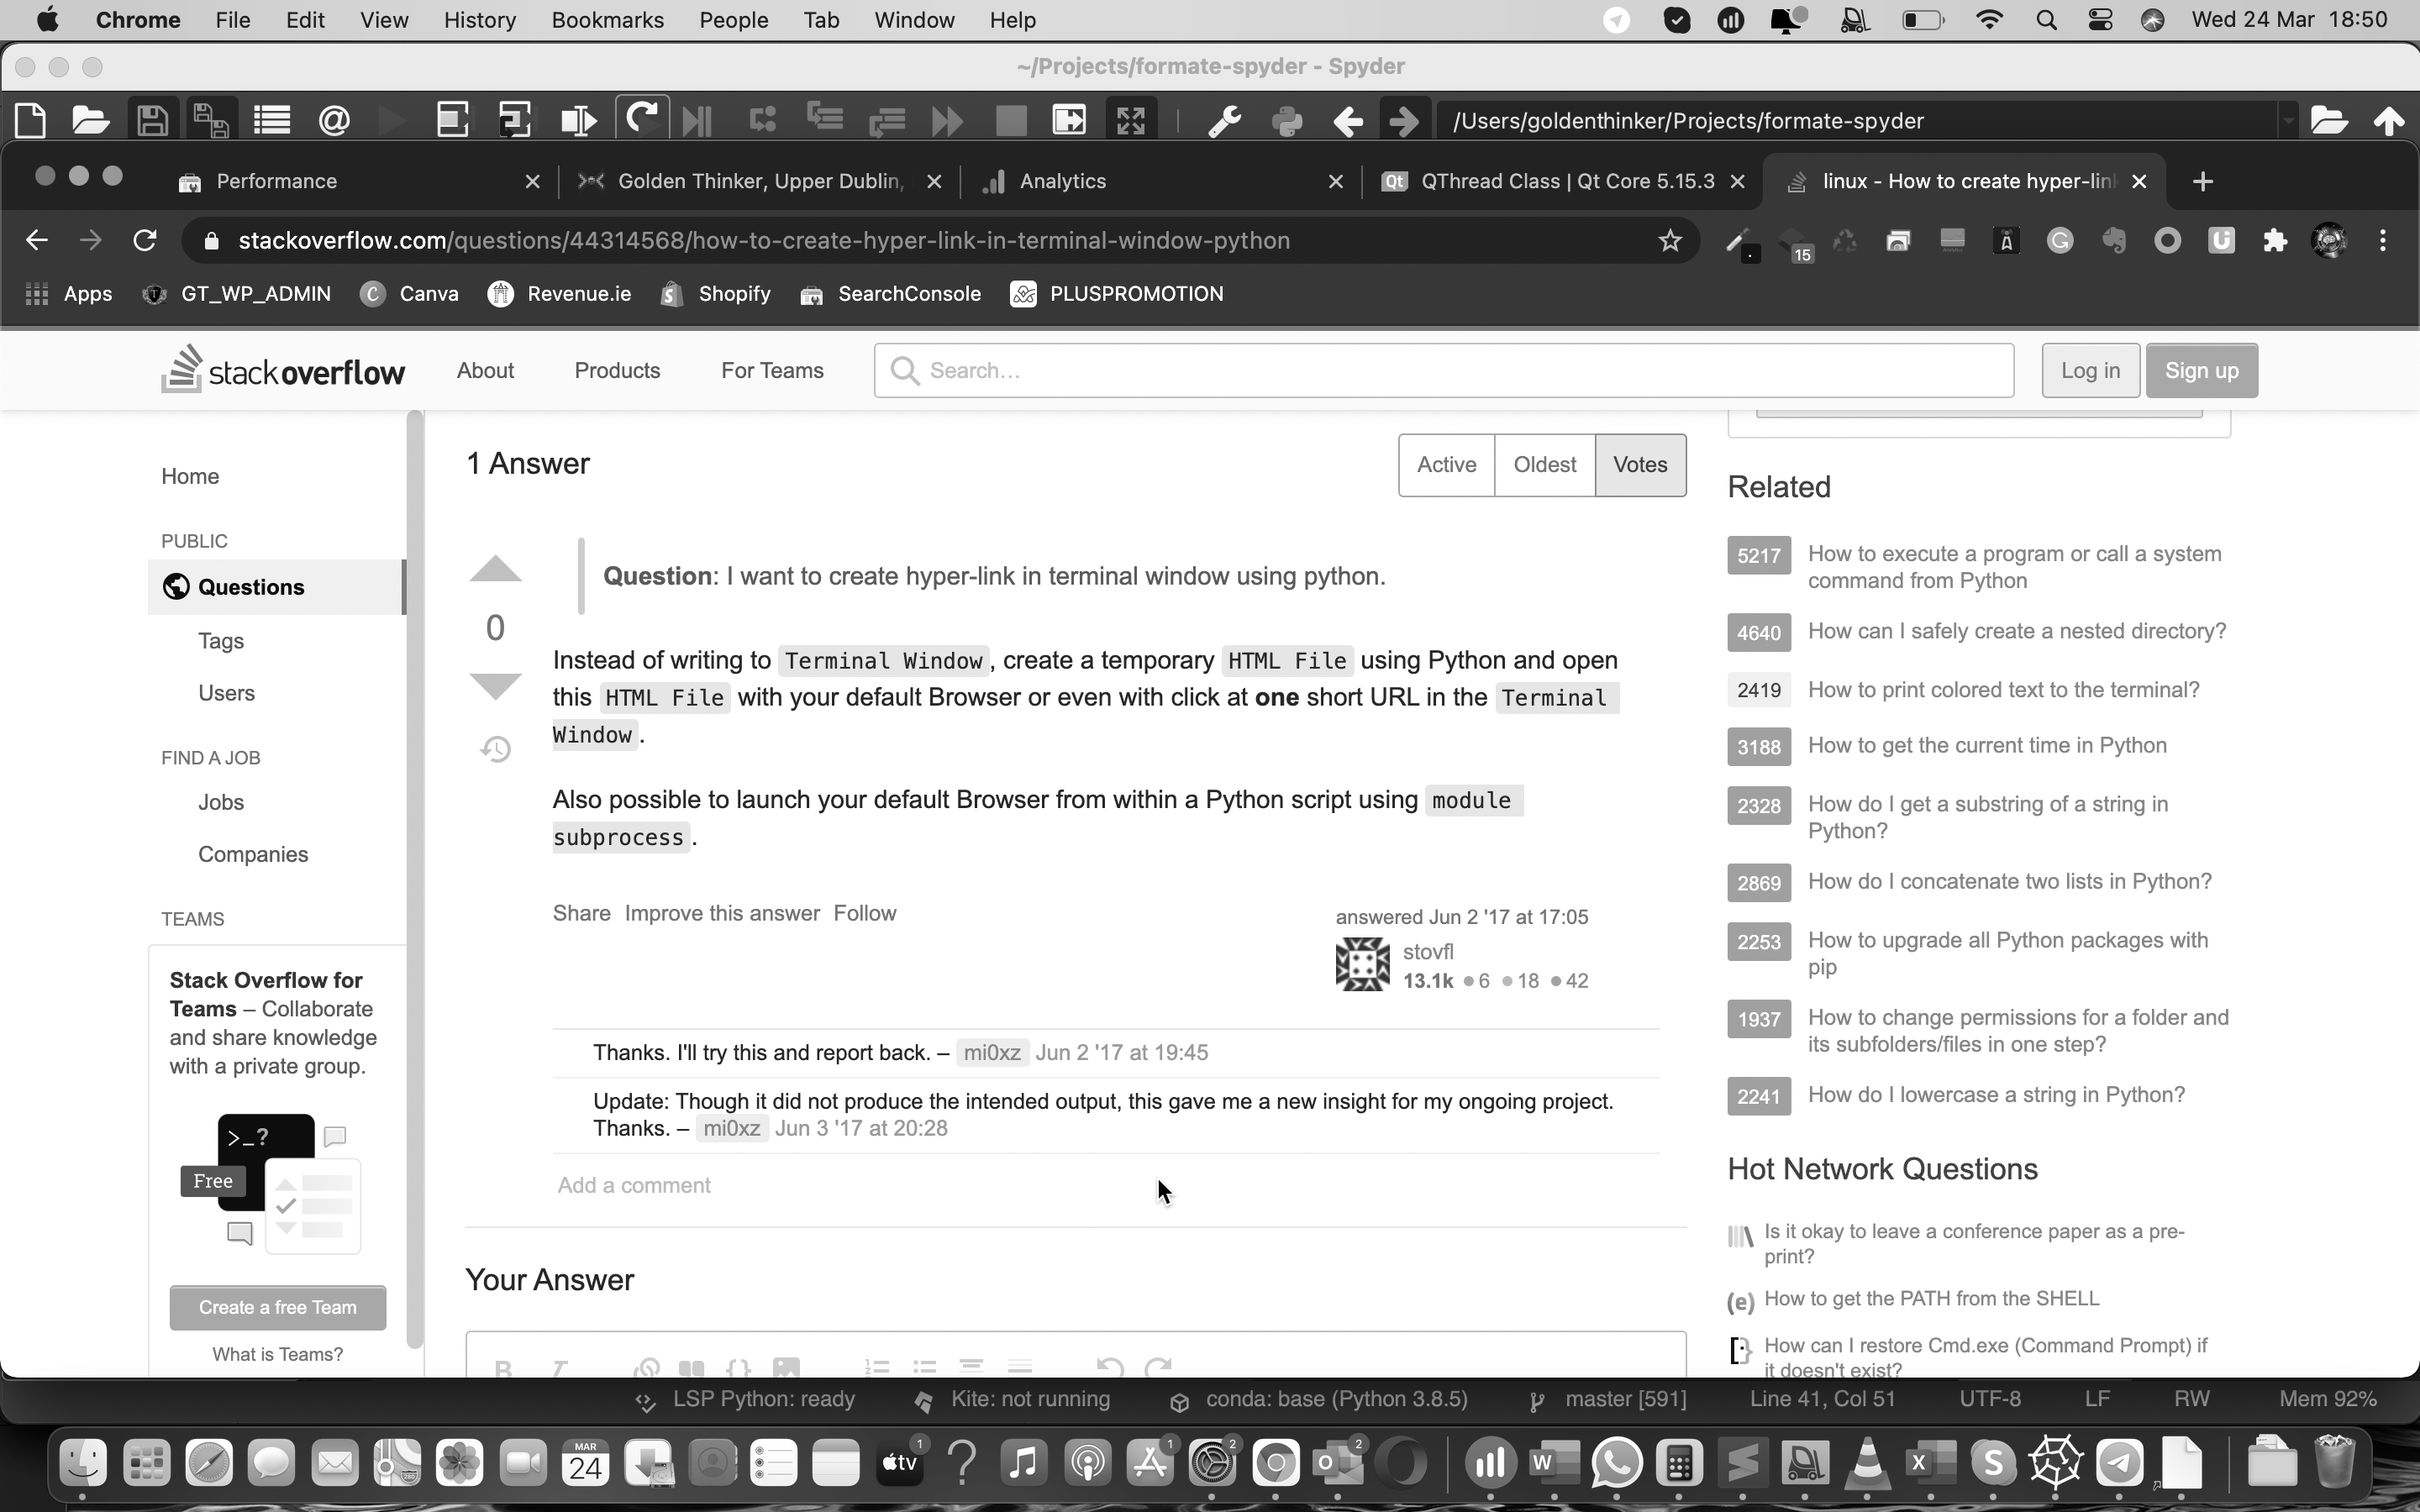 Chrome File Edit View History Bookmarks People Tab Window Help Wed 24 Mar 18:50
~/Projects/formate-spyder - Spyder
/Users/goldenthinker/Projects/formate-spyder
Performance Golden Thinker, Upper Dublin, Analytics QThread Class | Qt Core 5.15.3 linux - How to create hyper-lin
stackoverflow.com/questions/44314568/how-to-create-hyper-link-in-terminal-window-python 15
Apps GT_WP_ADMIN Canva Revenue.ie Shopify SearchConsole PLUSPROMOTION
stackoverflow About Products For Teams Search... Log in Sign up
Home
PUBLIC
Questions
Tags
Users
FIND A JOB
Jobs
Companies
TEAMS
Stack Overflow for
Teams – Collaborate
and share knowledge
with a private group.
>_?
Free
Create a free Team
What is Teams?
1 Answer
Active Oldest Votes
Question: I want to create hyper-link in terminal window using python.
0
Instead of writing to Terminal Window, create a temporary HTML File using Python and open
this HTML File with your default Browser or even with click at one short URL in the Terminal
Window.
Also possible to launch your default Browser from within a Python script using module
subprocess.
Share Improve this answer Follow
answered Jun 2 '17 at 17:05
stovfl
13.1k 6 18 42
Thanks. I'll try this and report back. – mi0xz Jun 2 '17 at 19:45
Update: Though it did not produce the intended output, this gave me a new insight for my ongoing project.
Thanks. – mi0xz Jun 3 '17 at 20:28
Add a comment
Your Answer
B I
Related
5217 How to execute a program or call a system
command from Python
4640 How can I safely create a nested directory?
2419 How to print colored text to the terminal?
3188 How to get the current time in Python
2328 How do I get a substring of a string in
Python?
2869 How do I concatenate two lists in Python?
2253 How to upgrade all Python packages with
pip
1937 How to change permissions for a folder and
its subfolders/files in one step?
2241 How do I lowercase a string in Python?
Hot Network Questions
Is it okay to leave a conference paper as a pre-
print?
(e) How to get the PATH from the SHELL
How can I restore Cmd.exe (Command Prompt) if
it doesn't exist?
LSP Python: ready Kite: not running conda: base (Python 3.8.5) master [591] Line 41, Col 51 UTF-8 LF RW Mem 92%
MAR
24
tv 1 1 2 2